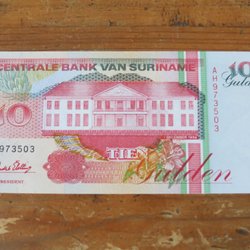 CENTRALE BANK VAN SURINAME
10
Gulden
AH973503
10
973503
TIEN
Gulden
PRESIDENT